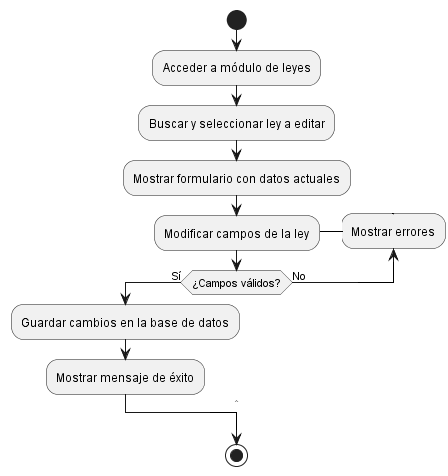 Acceder a módulo de leyes
Buscar y seleccionar ley a editar
Mostrar formulario con datos actuales
Modificar campos de la ley
Mostrar errores
Sí
¿Campos válidos?
No
Guardar cambios en la base de datos
Mostrar mensaje de éxito